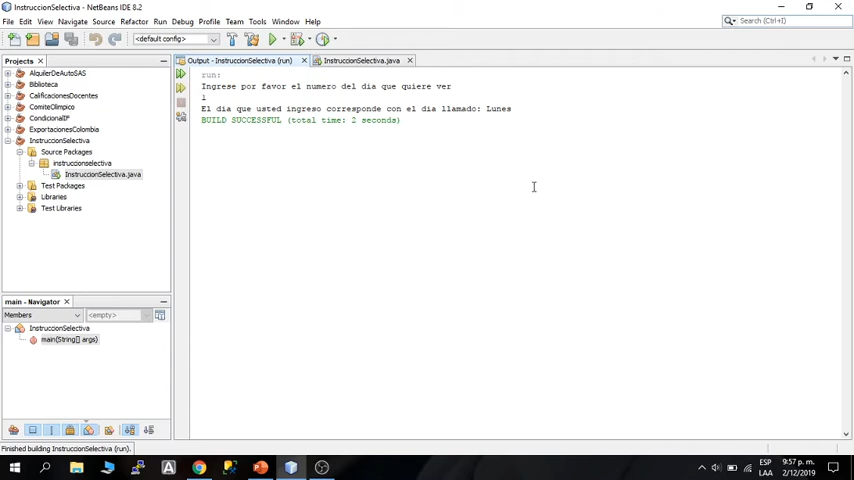 InstruccionSelectiva - NetBeans IDE 8.2
File Edit View Navigate Source Refactor Run Debug Profile Team Tools Window Help
Search (Ctrl+I)
<default config>
Projects
Output - InstruccionSelectiva (run)
InstruccionSelectiva.java
AlquilerDeAutoSAS
Biblioteca
CalificacionesDocentes
ComiteOlimpico
CondicionalIF
ExportacionesColombia
InstruccionSelectiva
Source Packages
instruccionselectiva
InstruccionSelectiva.java
Test Packages
Libraries
Test Libraries
run:
Ingrese por favor el numero del dia que quiere ver
1
El dia que usted ingreso corresponde con el dia llamado: Lunes
BUILD SUCCESSFUL (total time: 2 seconds)
main - Navigator
Members
<empty>
InstruccionSelectiva
main(String[] args)
Finished building InstruccionSelectiva (run).
ESP
LAA
9:57 p. m.
2/12/2019